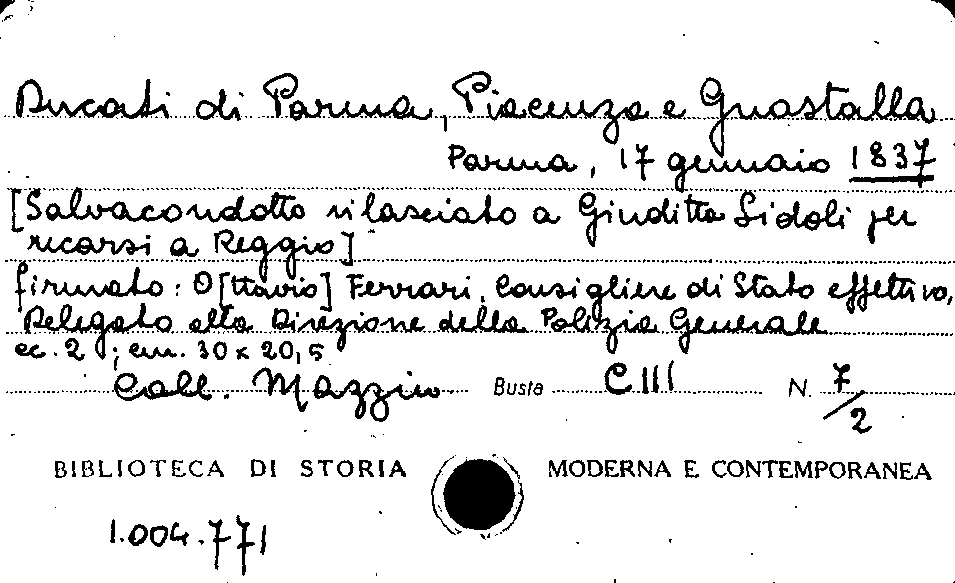 Ducati di Parma, Piacenza e Guastalla
Parma, 17 gennaio 1837
[Salvacondotto rilasciato a Giuditta Sidoli per
recarsi a Reggio]
firmato: O[ttavio] Ferrari, Consigliere di Stato effettivo,
Delegato alla Direzione della Polizia Generale
cc. 2 ; cm. 30 x 20,5
Coll. Mazzini Busta C III N. 7/2
BIBLIOTECA DI STORIA MODERNA E CONTEMPORANEA
1.004.771